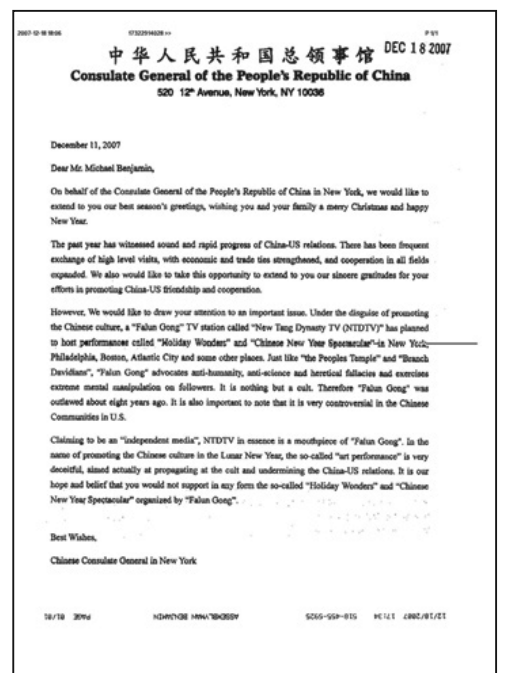 2007-12-18 18:06 17322914028 >> P 1/1
中华人民共和国总领事馆 DEC 18 2007
Consulate General of the People's Republic of China
520 12th Avenue, New York, NY 10036
December 11, 2007
Dear Mr. Michael Benjamin,
On behalf of the Consulate General of the People's Republic of China in New York, we would like to
extend to you our best season's greetings, wishing you and your family a merry Christmas and happy
New Year.
The past year has witnessed sound and rapid progress of China-US relations. There has been frequent
exchange of high level visits, with economic and trade ties strengthened, and cooperation in all fields
expanded. We also would like to take this opportunity to extend to you our sincere gratitudes for your
efforts in promoting China-US friendship and cooperation.
However, We would like to draw your attention to an important issue. Under the disguise of promoting
the Chinese culture, a "Falun Gong" TV station called "New Tang Dynasty TV (NTDTV)" has planned
to host performances called "Holiday Wonders" and "Chinese New Year Spectacular" in New York,
Philadelphia, Boston, Atlantic City and some other places. Just like "the Peoples Temple" and "Branch
Davidians", "Falun Gong" advocates anti-humanity, anti-science and heretical fallacies and exercises
extreme mental manipulation on followers. It is nothing but a cult. Therefore "Falun Gong" was
outlawed about eight years ago. It is also important to note that it is very controversial in the Chinese
Communities in U.S.
Claiming to be an "independent media", NTDTV in essence is a mouthpiece of "Falun Gong". In the
name of promoting the Chinese culture in the Lunar New Year, the so-called "art performance" is very
deceitful, aimed actually at propagating at the cult and undermining the China-US relations. It is our
hope and belief that you would not support in any form the so-called "Holiday Wonders" and "Chinese
New Year Spectacular" organized by "Falun Gong".
Best Wishes,
Chinese Consulate General in New York
12/18/2007 17:34 518-455-5925 ASSEMBLYMAN BENJAMIN PAGE 01/01